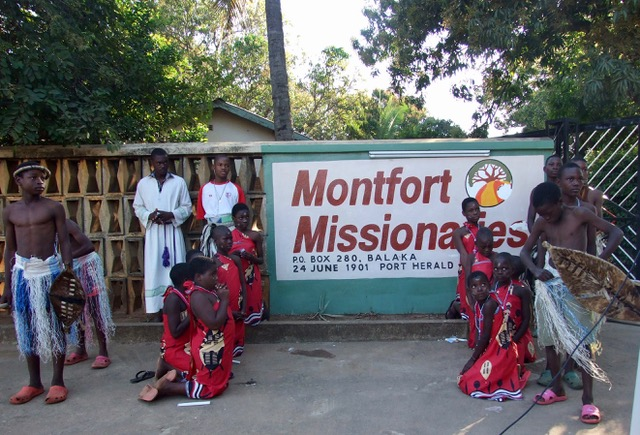 Montfort
Missionaries
P.O. BOX 280, BALAKA
24 JUNE 1901 PORT HERALD